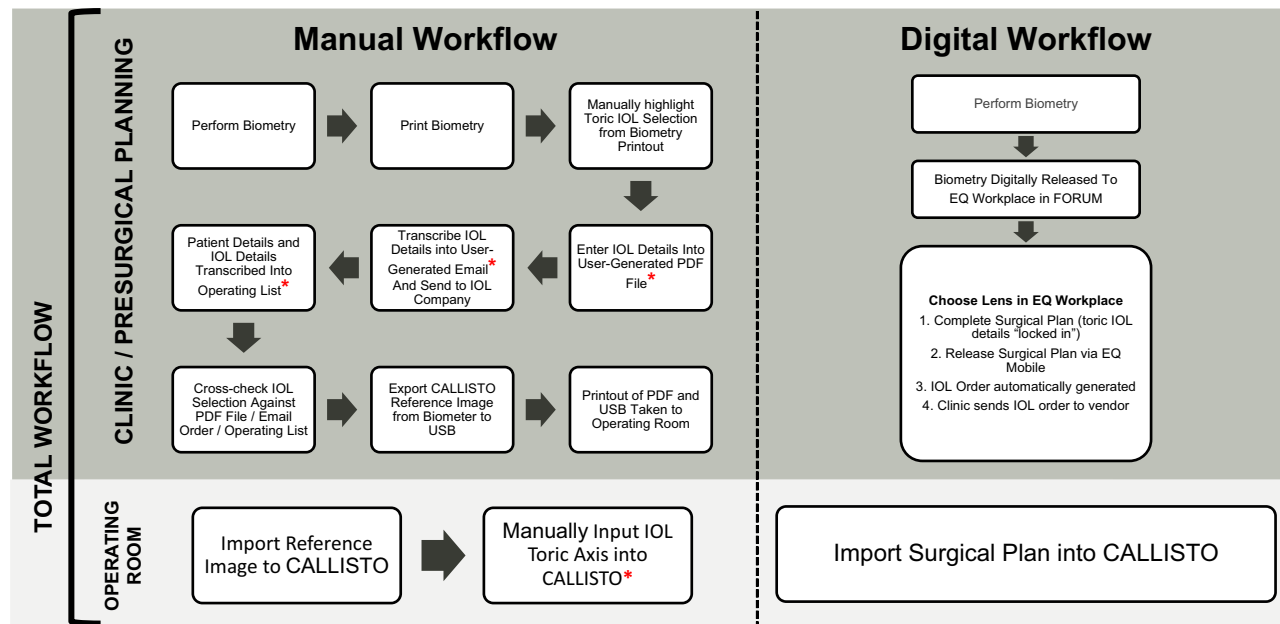 Manual Workflow
Digital Workflow
TOTAL WORKFLOW
CLINIC / PRESURGICAL PLANNING
Perform Biometry
Print Biometry
Manually highlight
Toric IOL Selection
from Biometry
Printout
Enter IOL Details Into
User-Generated PDF
File*
Transcribe IOL
Details into User-
Generated Email*
And Send to IOL
Company
Patient Details and
IOL Details
Transcribed Into
Operating List*
Cross-check IOL
Selection Against
PDF File / Email
Order / Operating List
Export CALLISTO
Reference Image
from Biometer to
USB
Printout of PDF and
USB Taken to
Operating Room
Perform Biometry
Biometry Digitally Released To
EQ Workplace in FORUM
Choose Lens in EQ Workplace
1. Complete Surgical Plan (toric IOL
details “locked in”)
2. Release Surgical Plan via EQ
Mobile
3. IOL Order automatically generated
4. Clinic sends IOL order to vendor
OPERATING
ROOM
Import Reference
Image to CALLISTO
Manually Input IOL
Toric Axis into
CALLISTO*
Import Surgical Plan into CALLISTO